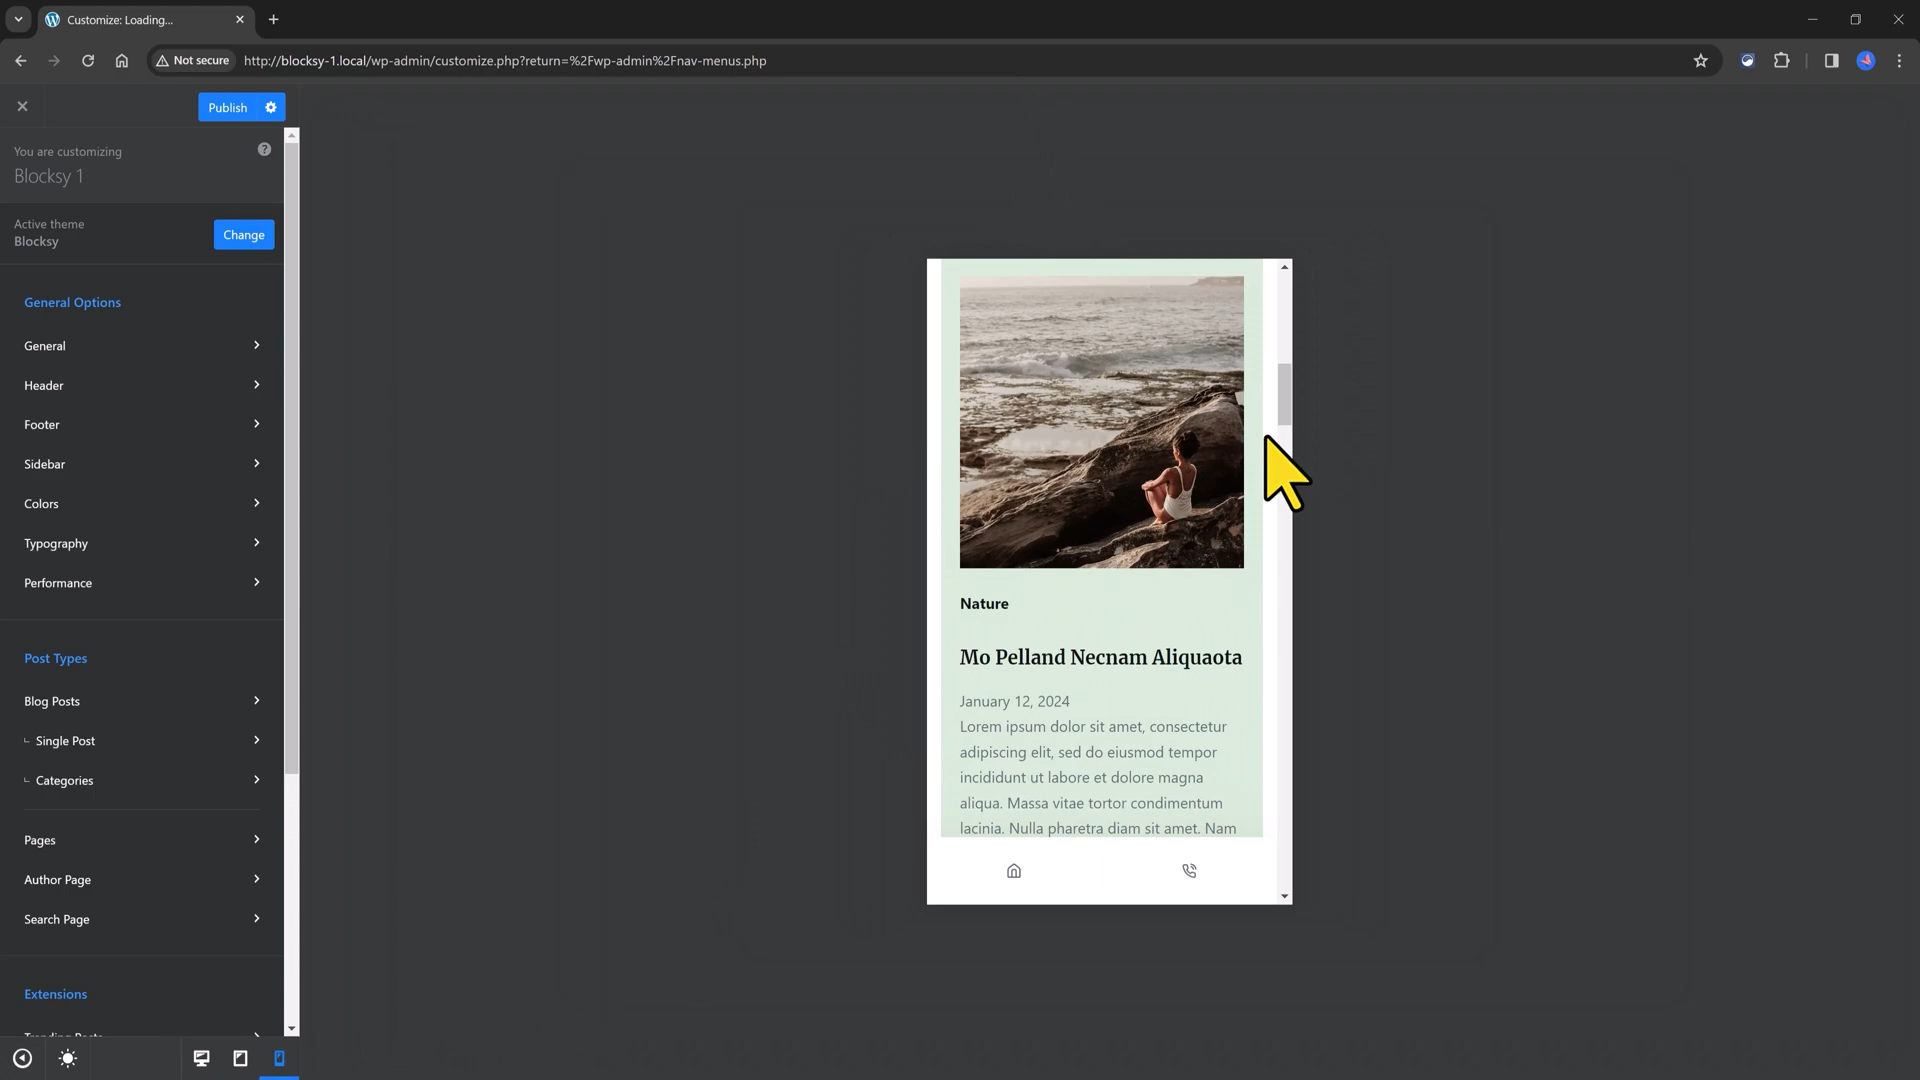 Customize: Loading...
Not secure
http://blocksy-1.local/wp-admin/customize.php?return=%2Fwp-admin%2Fnav-menus.php
Publish
You are customizing
Blocksy 1
Active theme
Blocksy
Change
General Options
General
Header
Footer
Sidebar
Colors
Typography
Performance
Post Types
Blog Posts
Single Post
Categories
Pages
Author Page
Search Page
Extensions
Trending Posts
Nature
Mo Pelland Necnam Aliquaota
January 12, 2024
Lorem ipsum dolor sit amet, consectetur
adipiscing elit, sed do eiusmod tempor
incididunt ut labore et dolore magna
aliqua. Massa vitae tortor condimentum
lacinia. Nulla pharetra diam sit amet. Nam